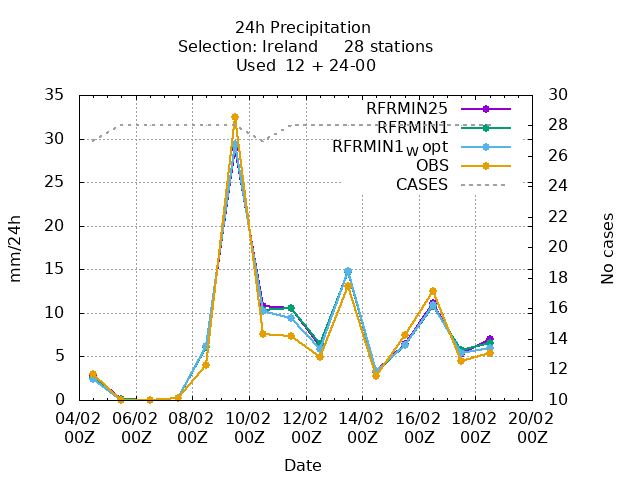 24h Precipitation
Selection: Ireland 28 stations
Used 12 + 24-00
35 30
30 28
25 26
20 24
15 22
10 20
5 18
0 16
14
12
10
RFRMIN25
RFRMIN1
RFRMIN1w opt
OBS
CASES
mm/24h
No cases
04/02 06/02 08/02 10/02 12/02 14/02 16/02 18/02 20/02
00Z 00Z 00Z 00Z 00Z 00Z 00Z 00Z 00Z
Date